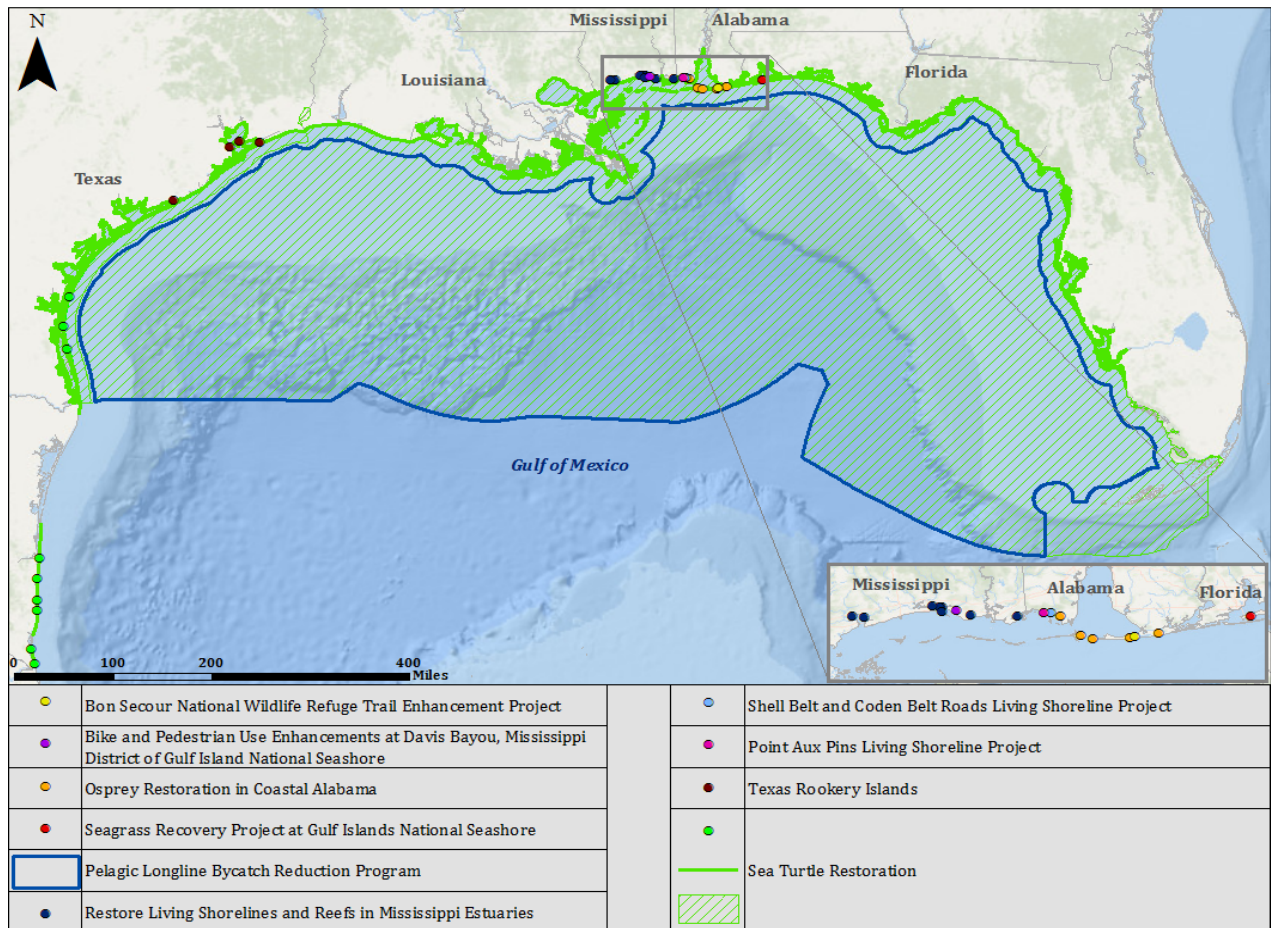 N
Mississippi
Alabama
Louisiana
Florida
Texas
Gulf of Mexico
Mississippi
Alabama
Florida
0
100
200
400
Miles
Bon Secour National Wildlife Refuge Trail Enhancement Project
Bike and Pedestrian Use Enhancements at Davis Bayou, Mississippi
District of Gulf Island National Seashore
Osprey Restoration in Coastal Alabama
Seagrass Recovery Project at Gulf Islands National Seashore
Pelagic Longline Bycatch Reduction Program
Restore Living Shorelines and Reefs in Mississippi Estuaries
Shell Belt and Coden Belt Roads Living Shoreline Project
Point Aux Pins Living Shoreline Project
Texas Rookery Islands
Sea Turtle Restoration